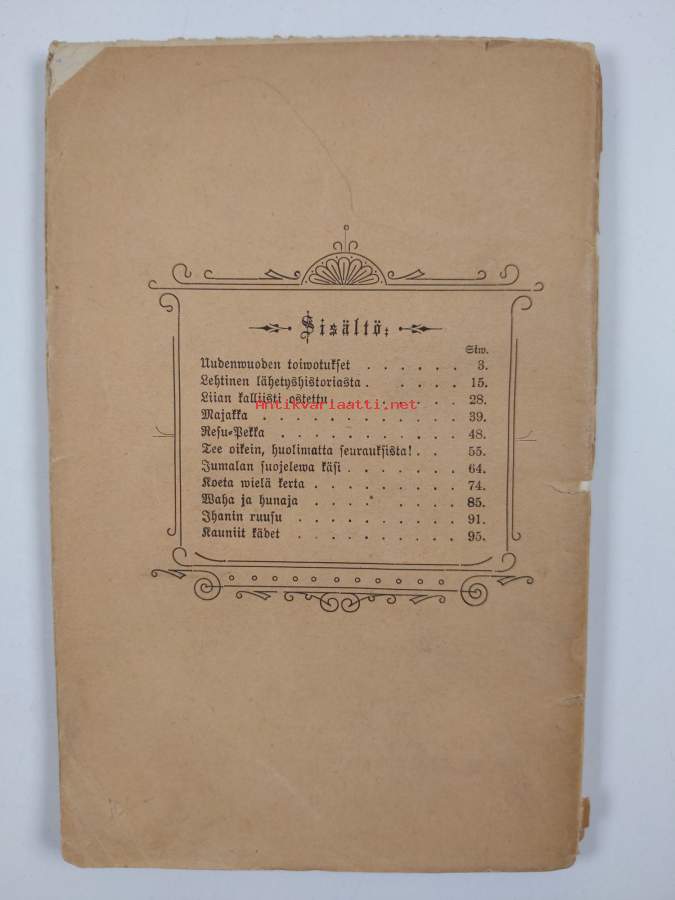 Sisältö:
Siw.
Uudenwuoden toiwotukset . . . . . . 3.
Lehtinen lähetyshistoriasta . . . . . 15.
Liian kalliisti ostettu . . . . . . . 28.
Antikvariaatti.net
Majakka . . . . . . . . . . 39.
Resu-Pekka . . . . . . . . . 48.
Tee oikein, huolimatta seurauksista! . . 55.
Jumalan suojelewa käsi . . . . . . 64.
Koeta wielä kerta . . . . . . . . 74.
Waha ja hunaja . . . . . . . . 85.
Ihanin ruusu . . . . . . . . . 91.
Kauniit kädet . . . . . . . . . 95.